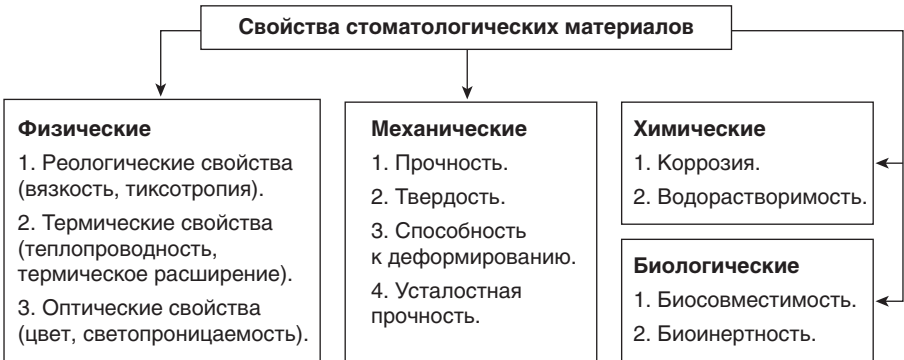 Свойства стоматологических материалов
Физические
1. Реологические свойства
(вязкость, тиксотропия).
2. Термические свойства
(теплопроводность,
термическое расширение).
3. Оптические свойства
(цвет, светопроницаемость).
Механические
1. Прочность.
2. Твердость.
3. Способность
к деформированию.
4. Усталостная
прочность.
Химические
1. Коррозия.
2. Водорастворимость.
Биологические
1. Биосовместимость.
2. Биоинертность.